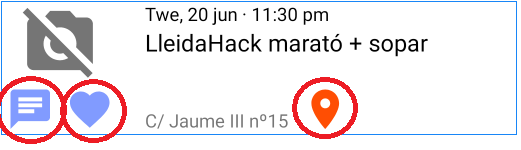 Twe, 20 jun · 11:30 pm
LleidaHack marató + sopar
C/ Jaume III nº15